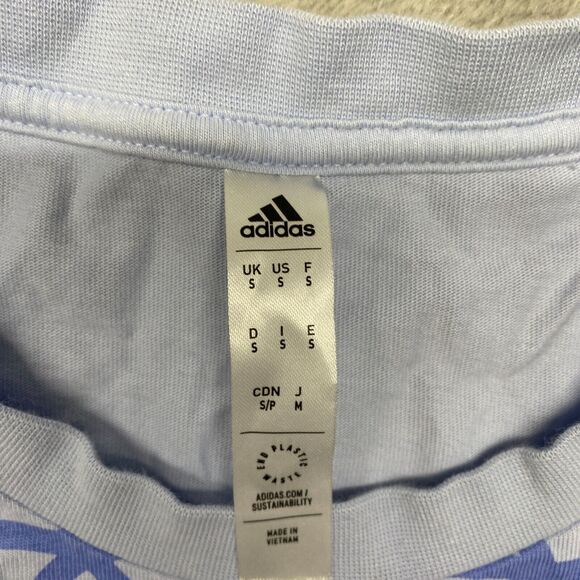 adidas
UK US F
S S S
D I E
S S S
CDN J
S/P M
END PLASTIC WASTE
ADIDAS.COM/
SUSTAINABILITY
MADE IN
VIETNAM